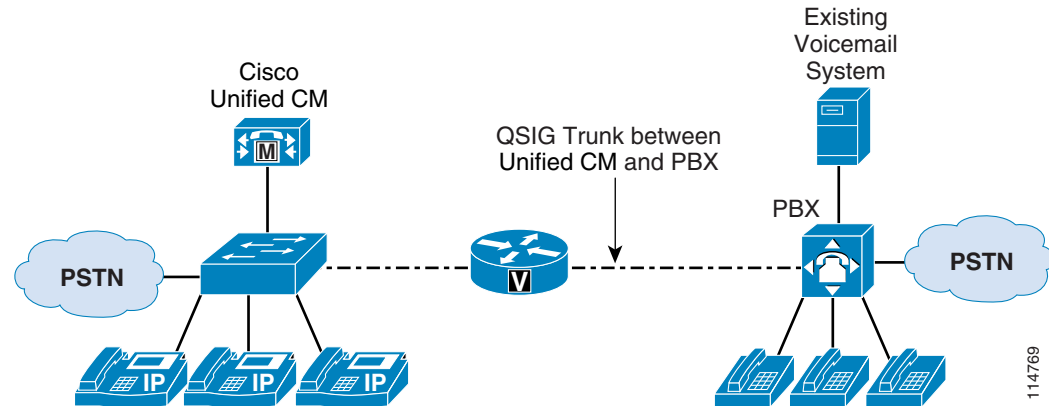 Existing
Voicemail
System
Cisco
Unified CM
M
QSIG Trunk between
Unified CM and PBX
PBX
PSTN
V
PSTN
IP
IP
IP
114769